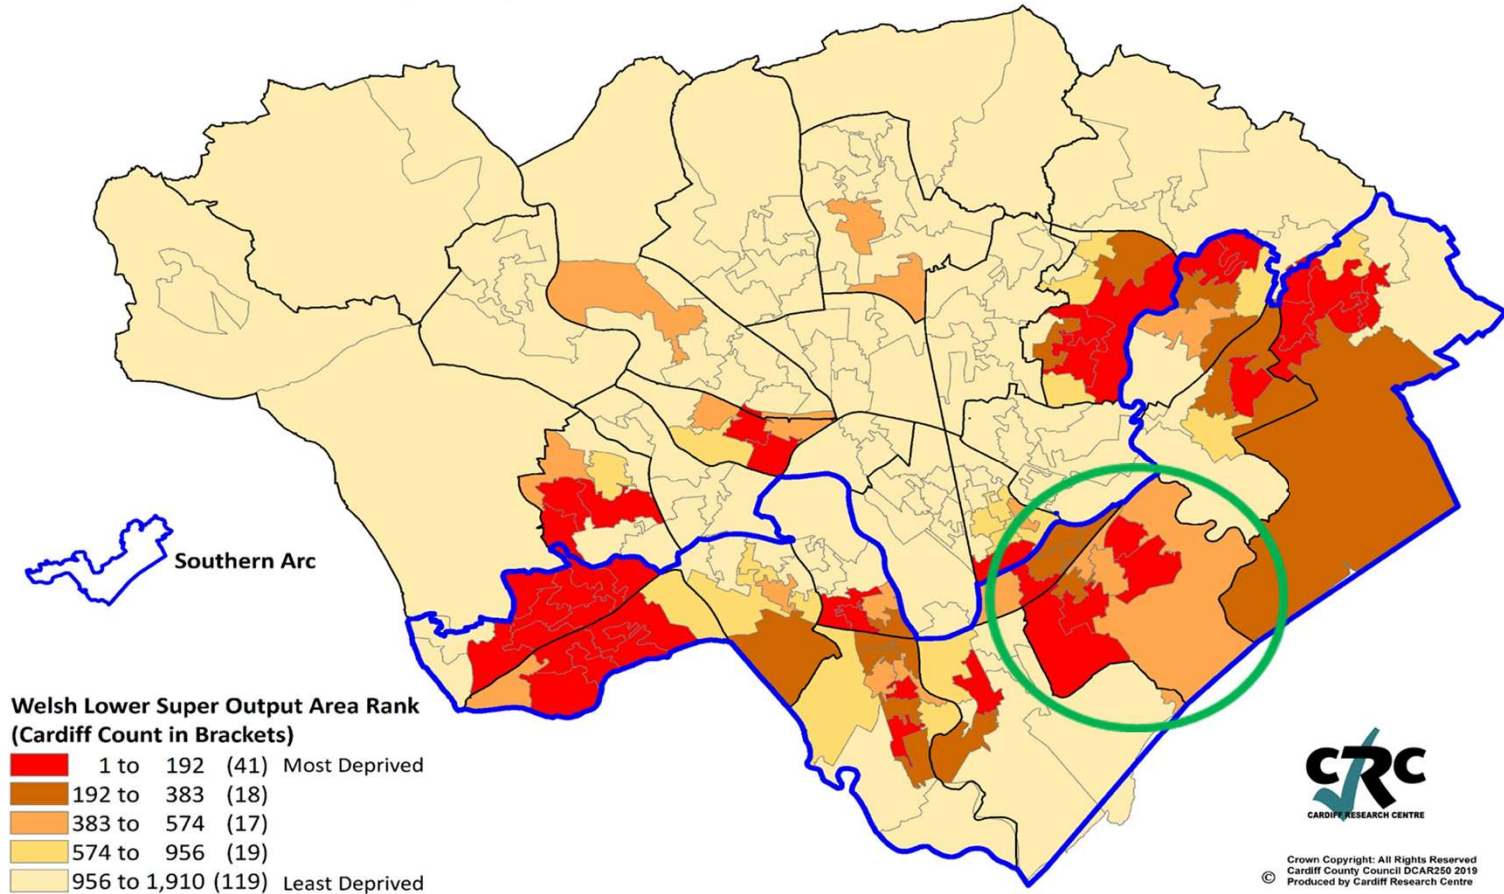 Southern Arc
Welsh Lower Super Output Area Rank
(Cardiff Count in Brackets)
1 to 192 (41) Most Deprived
192 to 383 (18)
383 to 574 (17)
574 to 956 (19)
956 to 1,910 (119) Least Deprived
CRC
CARDIFF RESEARCH CENTRE
Crown Copyright: All Rights Reserved
© Cardiff County Council DCAR250 2019
Produced by Cardiff Research Centre